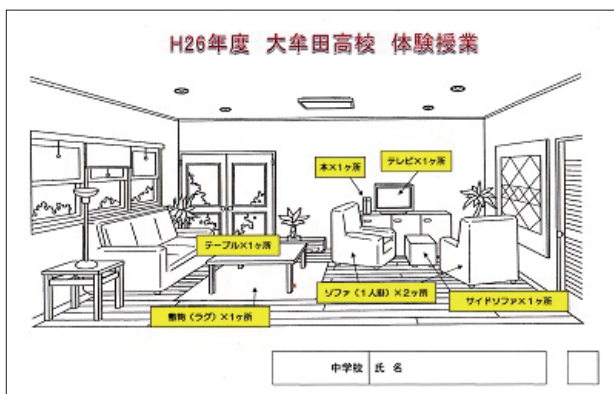 H26年度 大牟田高校 体験授業
本×1ヶ所
テレビ×1ヶ所
テーブル×1ヶ所
敷物（ラグ）×1ヶ所
ソファ（1人掛）×2ヶ所
サイドソファ×1ヶ所
中学校 氏 名